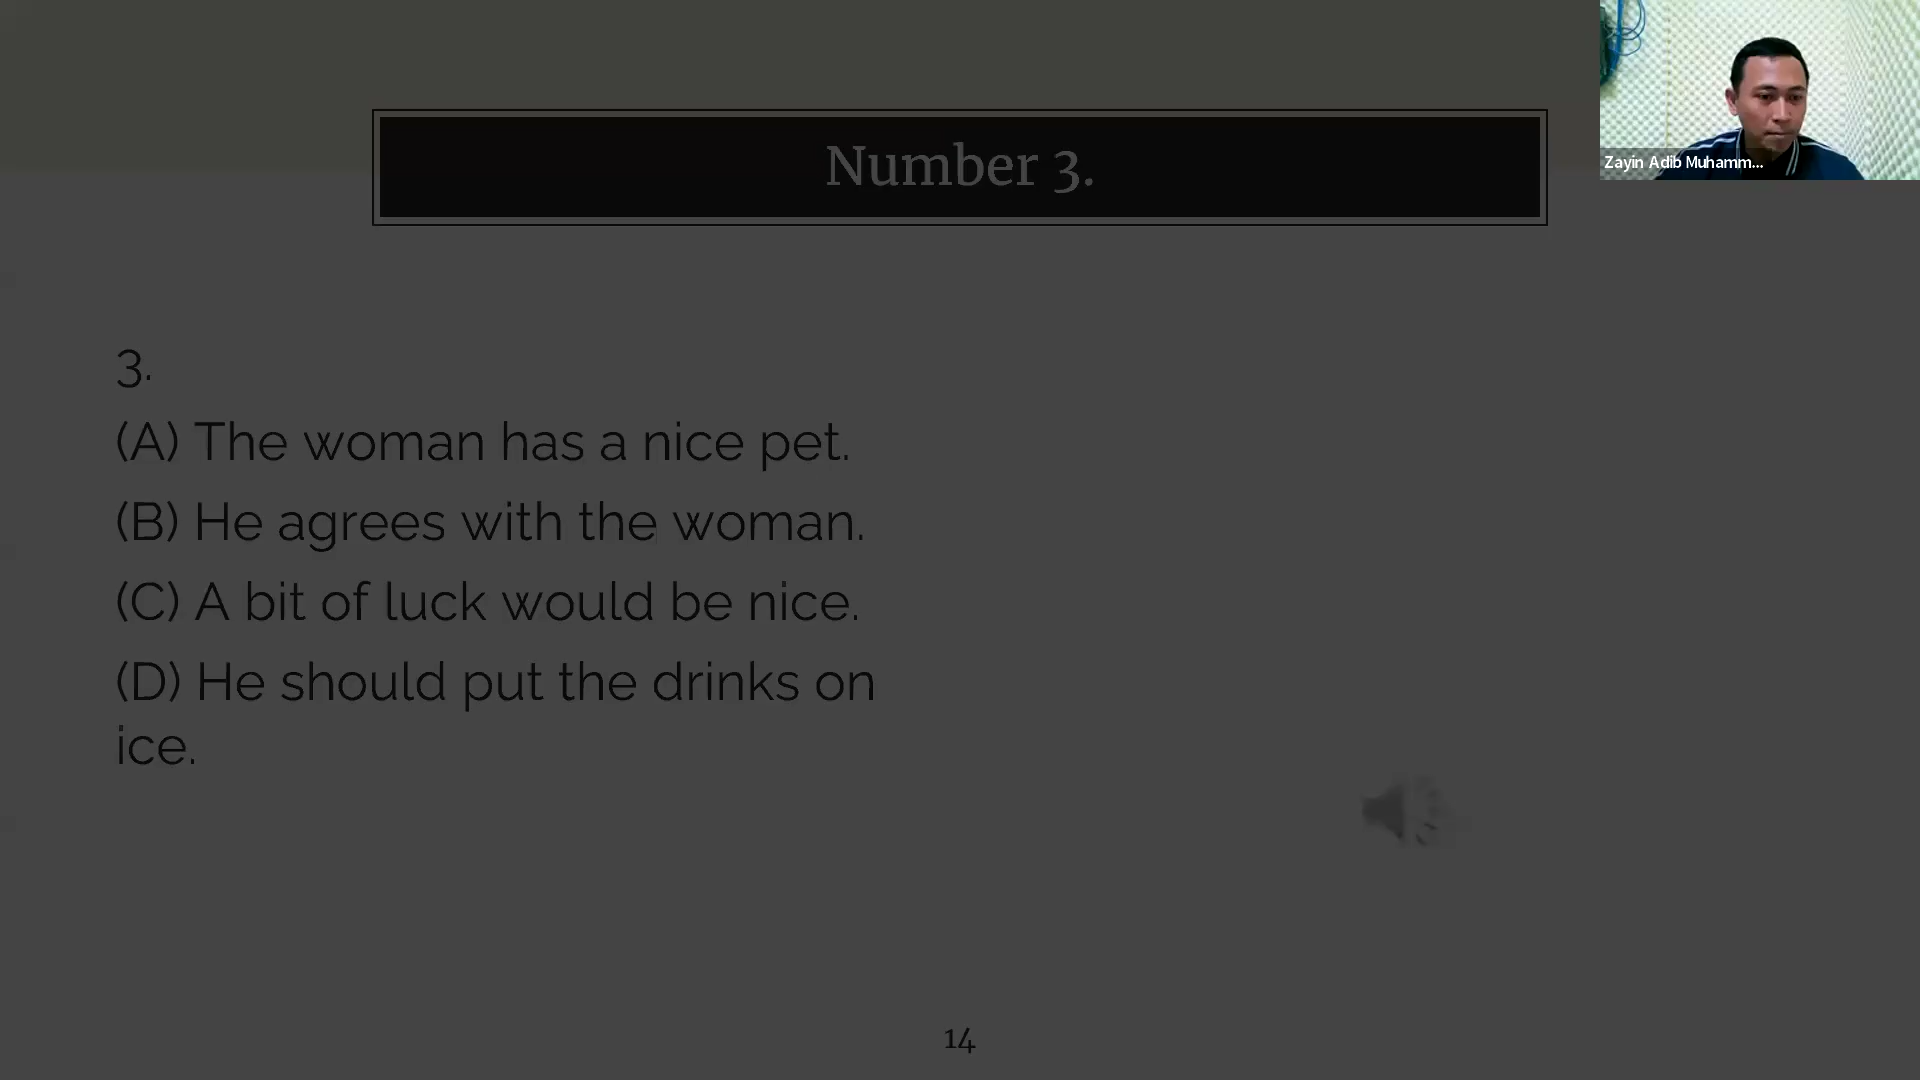 Number 3.
Zayin Adib Muhamm...
3.
(A) The woman has a nice pet.
(B) He agrees with the woman.
(C) A bit of luck would be nice.
(D) He should put the drinks on
ice.
14